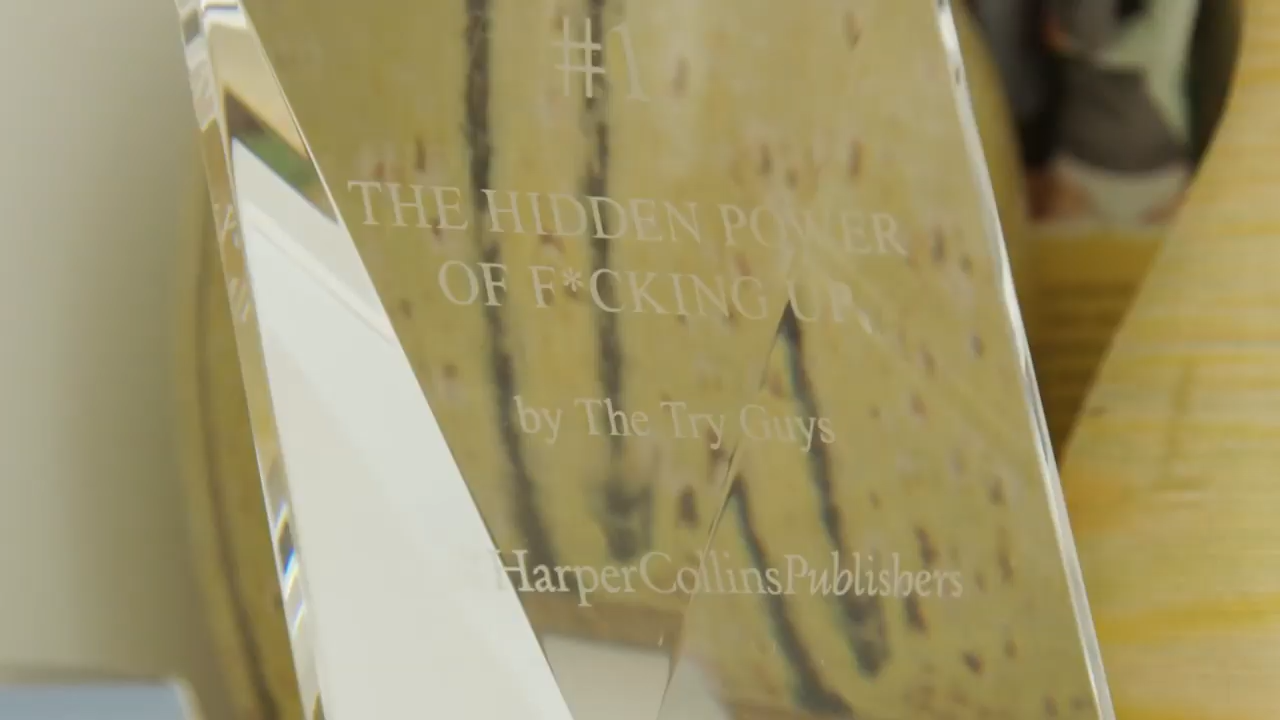 #1
THE HIDDEN POWER
OF F*CKING UP
by The Try Guys
HarperCollinsPublishers